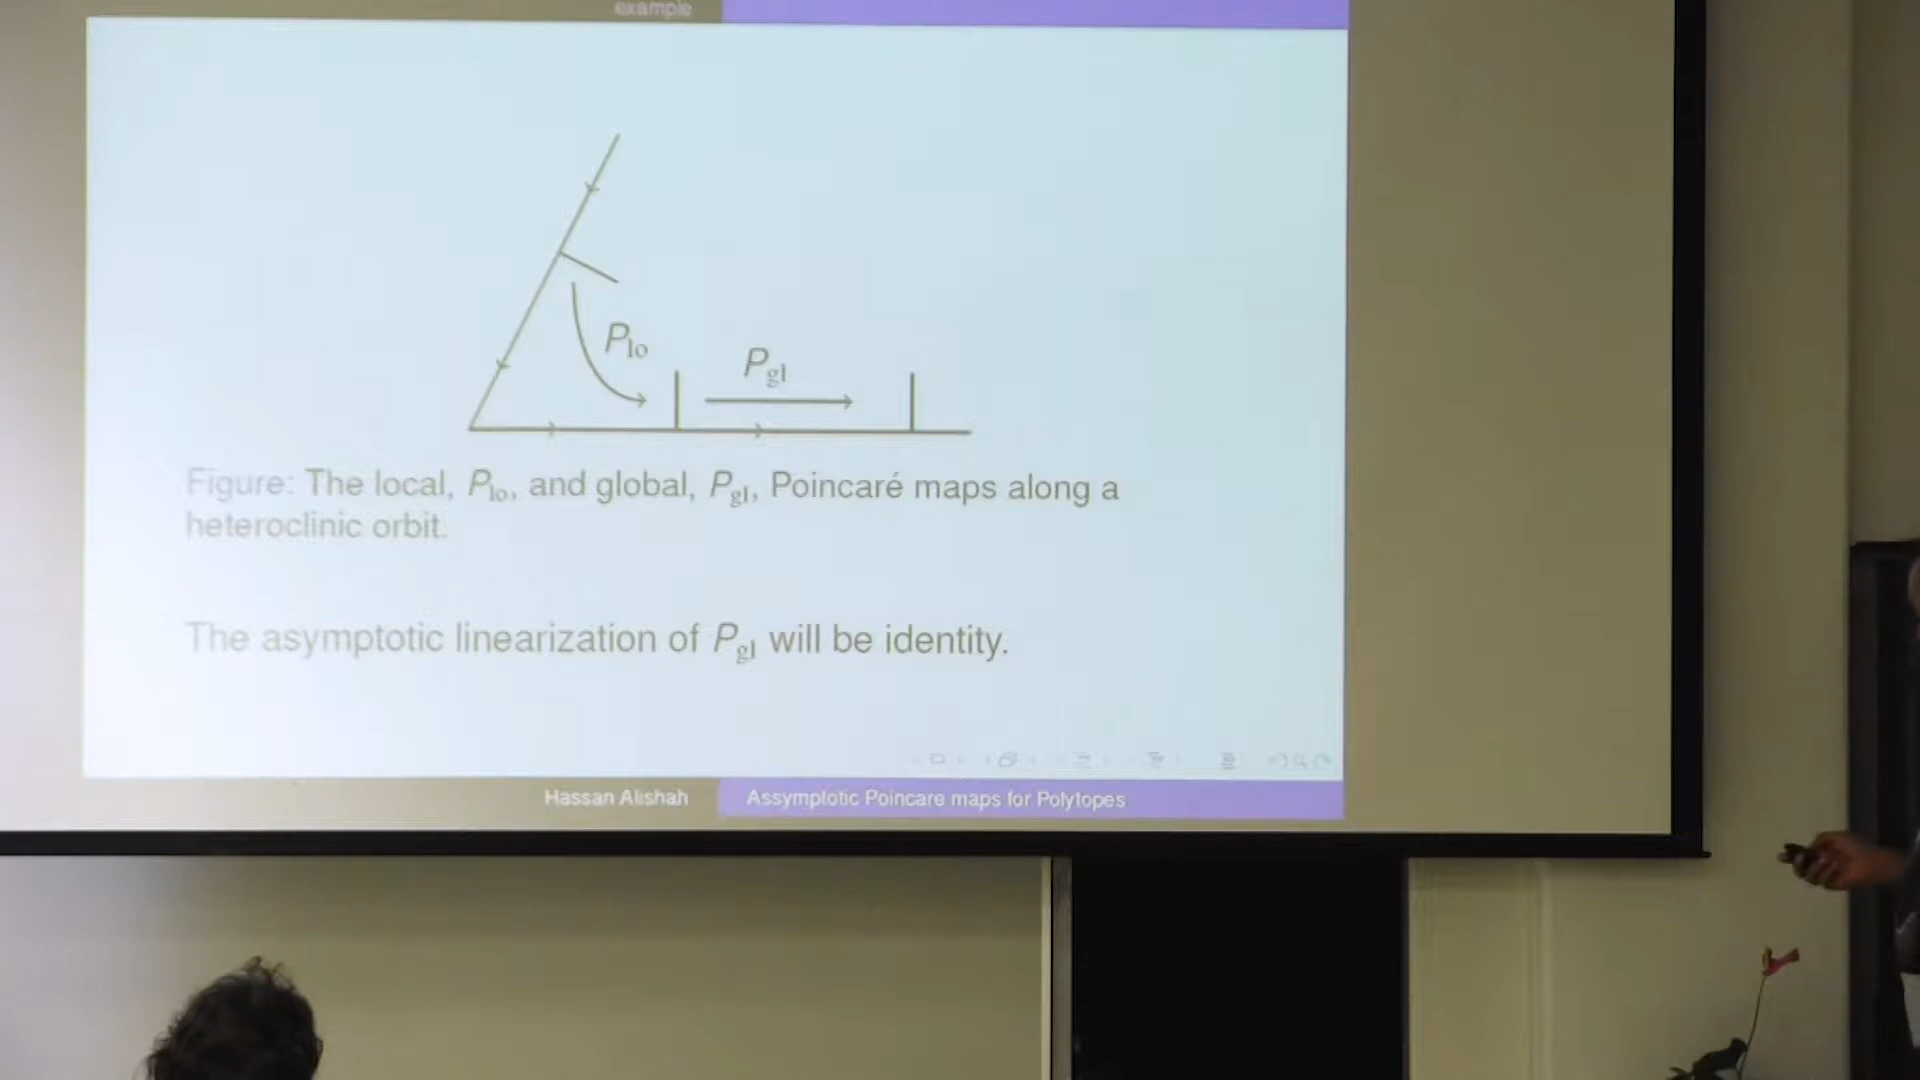 example
P_lo
P_gl
Figure: The local, P_lo, and global, P_gl, Poincaré maps along a
heteroclinic orbit.
The asymptotic linearization of P_gl will be identity.
Hassan Alishah
Assymptotic Poincare maps for Polytopes